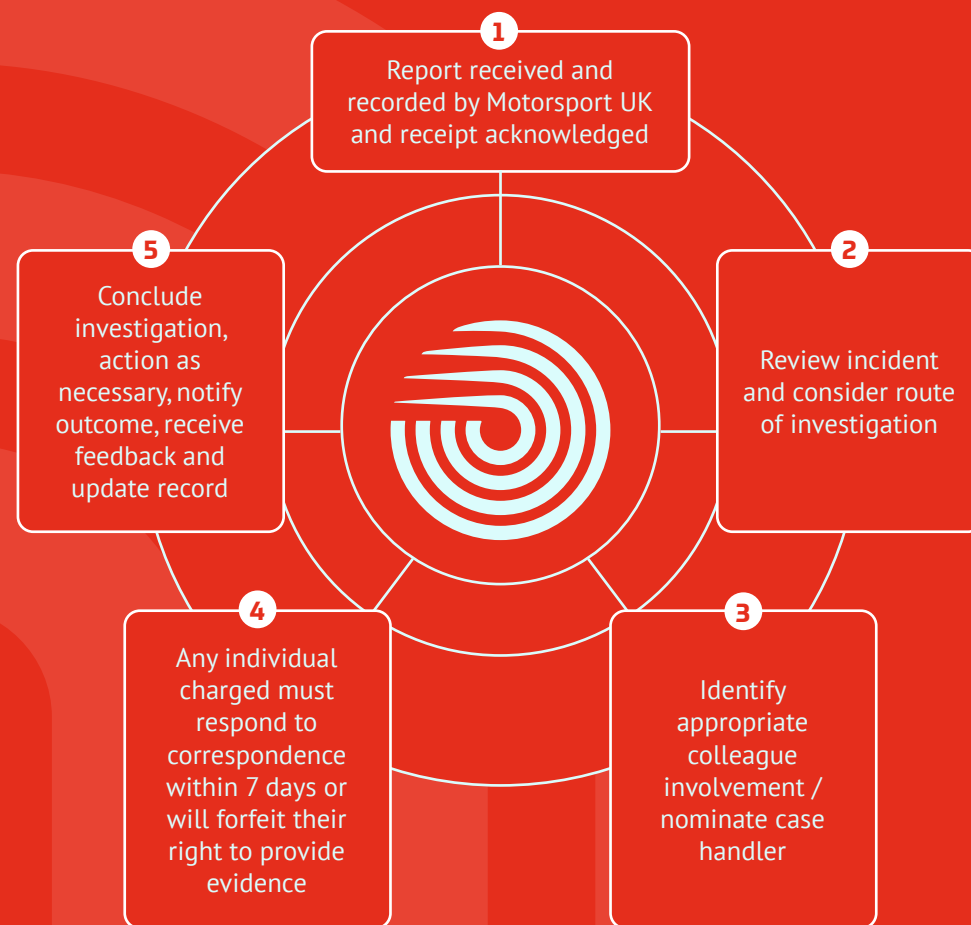 1
Report received and
recorded by Motorsport UK
and receipt acknowledged
2
Review incident
and consider route
of investigation
3
Identify
appropriate
colleague
involvement /
nominate case
handler
4
Any individual
charged must
respond to
correspondence
within 7 days or
will forfeit their
right to provide
evidence
5
Conclude
investigation,
action as
necessary, notify
outcome, receive
feedback and
update record